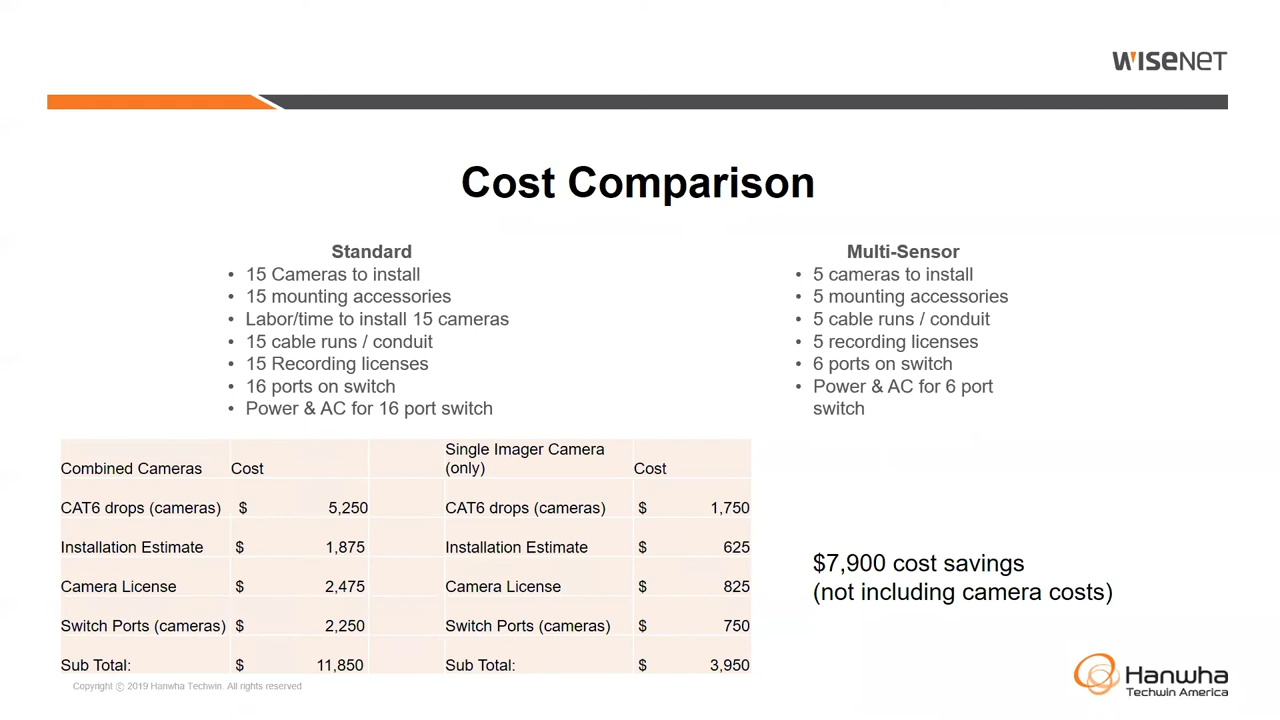 WISENET
Cost Comparison
Standard
• 15 Cameras to install
• 15 mounting accessories
• Labor/time to install 15 cameras
• 15 cable runs / conduit
• 15 Recording licenses
• 16 ports on switch
• Power & AC for 16 port switch
Multi-Sensor
• 5 cameras to install
• 5 mounting accessories
• 5 cable runs / conduit
• 5 recording licenses
• 6 ports on switch
• Power & AC for 6 port
switch
Combined Cameras Cost Single Imager Camera
(only) Cost
CAT6 drops (cameras) $ 5,250 CAT6 drops (cameras) $ 1,750
Installation Estimate $ 1,875 Installation Estimate $ 625
Camera License $ 2,475 Camera License $ 825
Switch Ports (cameras) $ 2,250 Switch Ports (cameras) $ 750
Sub Total: $ 11,850 Sub Total: $ 3,950
$7,900 cost savings
(not including camera costs)
Copyright ⓒ 2019 Hanwha Techwin. All rights reserved
Hanwha
Techwin America